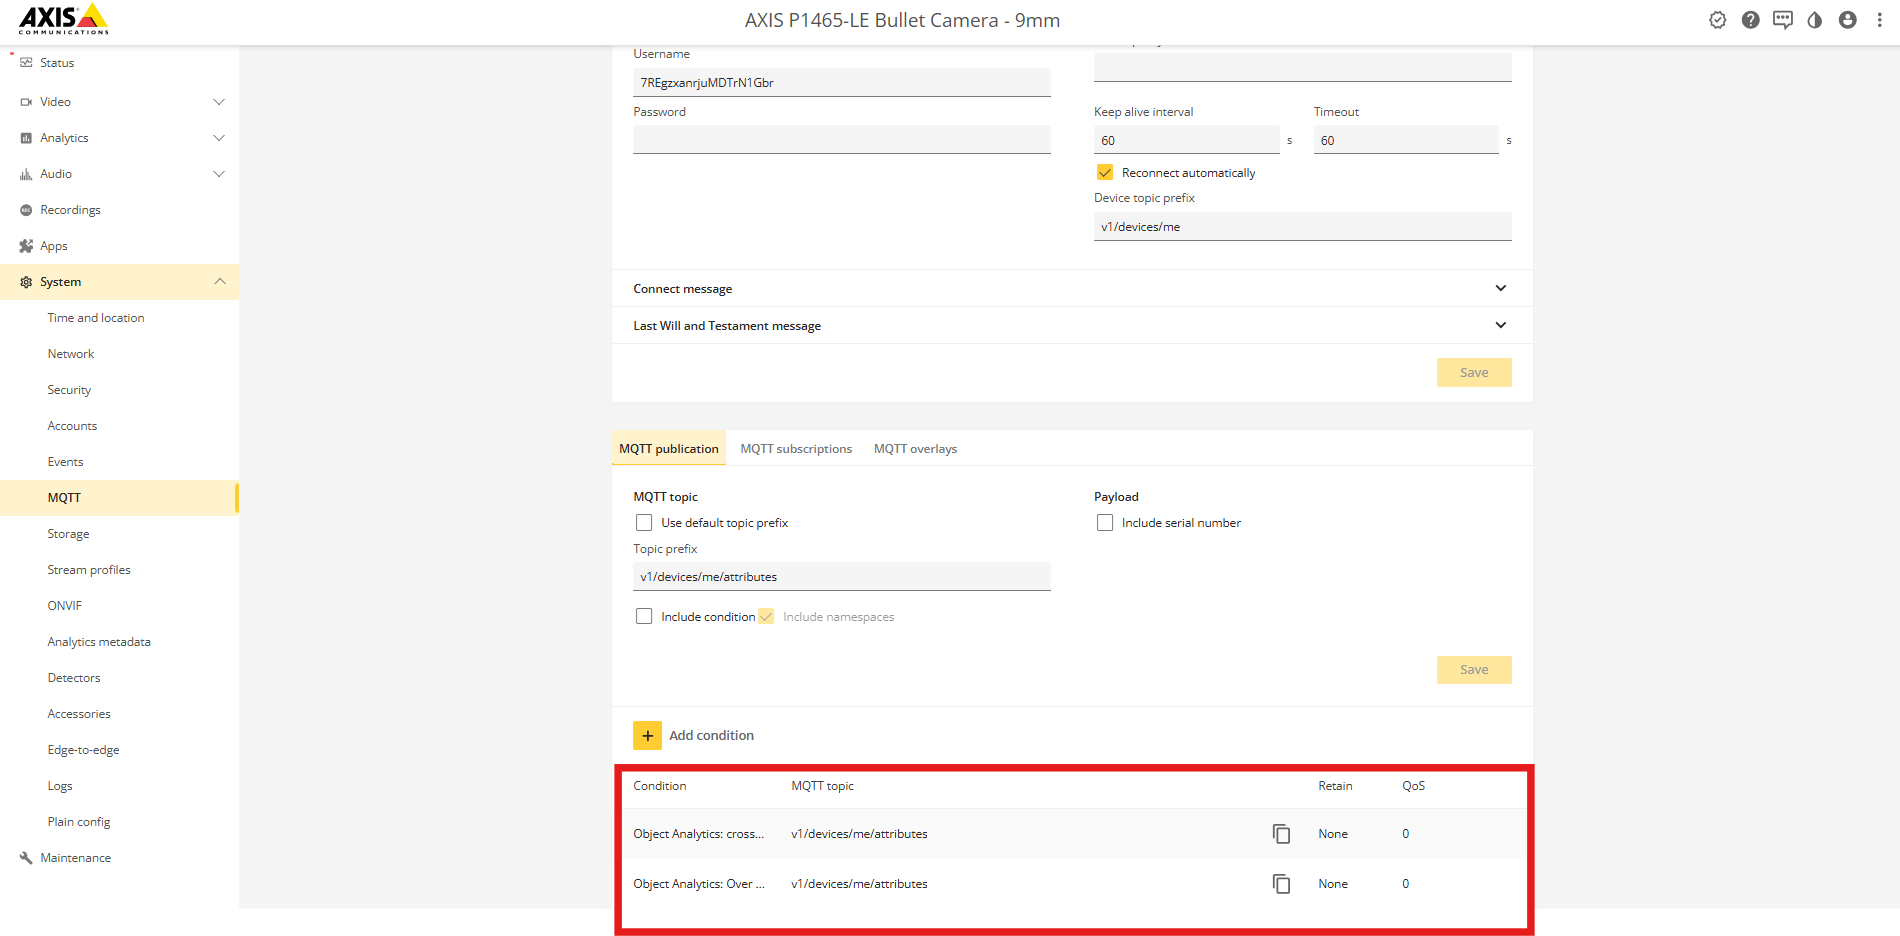 AXIS
COMMUNICATIONS
AXIS P1465-LE Bullet Camera - 9mm
Status
Video
Analytics
Audio
Recordings
Apps
System
Time and location
Network
Security
Accounts
Events
MQTT
Storage
Stream profiles
ONVIF
Analytics metadata
Detectors
Accessories
Edge-to-edge
Logs
Plain config
Maintenance
Username
7REgzxanrjuMDTrN1Gbr
Password
Keep alive interval
Timeout
60 s
60 s
Reconnect automatically
Device topic prefix
v1/devices/me
Connect message
Last Will and Testament message
Save
MQTT publication
MQTT subscriptions
MQTT overlays
MQTT topic
Use default topic prefix
Topic prefix
v1/devices/me/attributes
Include condition
Include namespaces
Payload
Include serial number
Save
+ Add condition
Condition MQTT topic Retain QoS
Object Analytics: cross... v1/devices/me/attributes None 0
Object Analytics: Over ... v1/devices/me/attributes None 0